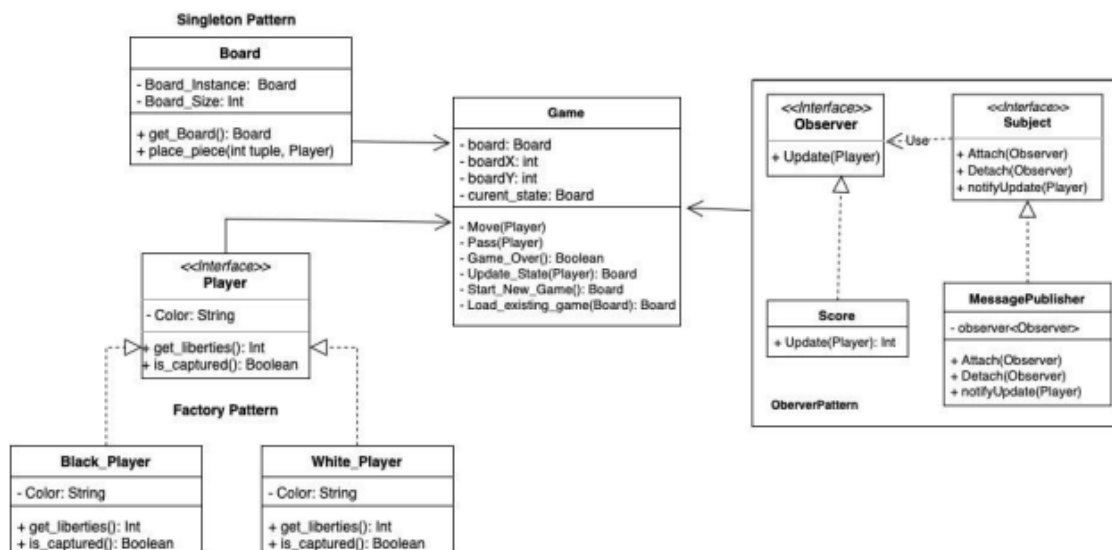 Singleton Pattern
Board
- Board_Instance: Board
- Board_Size: Int
+ get_Board(): Board
+ place_piece(int tuple, Player)
Game
- board: Board
- boardX: int
- boardY: int
- curent_state: Board
- Move(Player)
- Pass(Player)
- Game_Over(): Boolean
- Update_State(Player): Board
- Start_New_Game(): Board
- Load_existing_game(Board): Board
<<Interface>>
Player
- Color: String
+ get_liberties(): Int
+ is_captured(): Boolean
Factory Pattern
Black_Player
- Color: String
+ get_liberties(): Int
+ is_captured(): Boolean
White_Player
- Color: String
+ get_liberties(): Int
+ is_captured(): Boolean
<<Interface>>
Observer
+ Update(Player)
Use
<<Interface>>
Subject
+ Attach(Observer)
+ Detach(Observer)
+ notifyUpdate(Player)
Score
+ Update(Player): Int
MessagePublisher
- observer<Observer>
+ Attach(Observer)
+ Detach(Observer)
+ notifyUpdate(Player)
OberverPattern